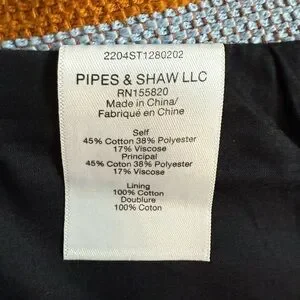 2204ST1280202
PIPES & SHAW LLC
RN155820
Made in China/
Fabriqué en Chine
Self
45% Cotton 38% Polyester
17% Viscose
Principal
45% Coton 38% Polyester
17% Viscose
Lining
100% Cotton
Doublure
100% Coton